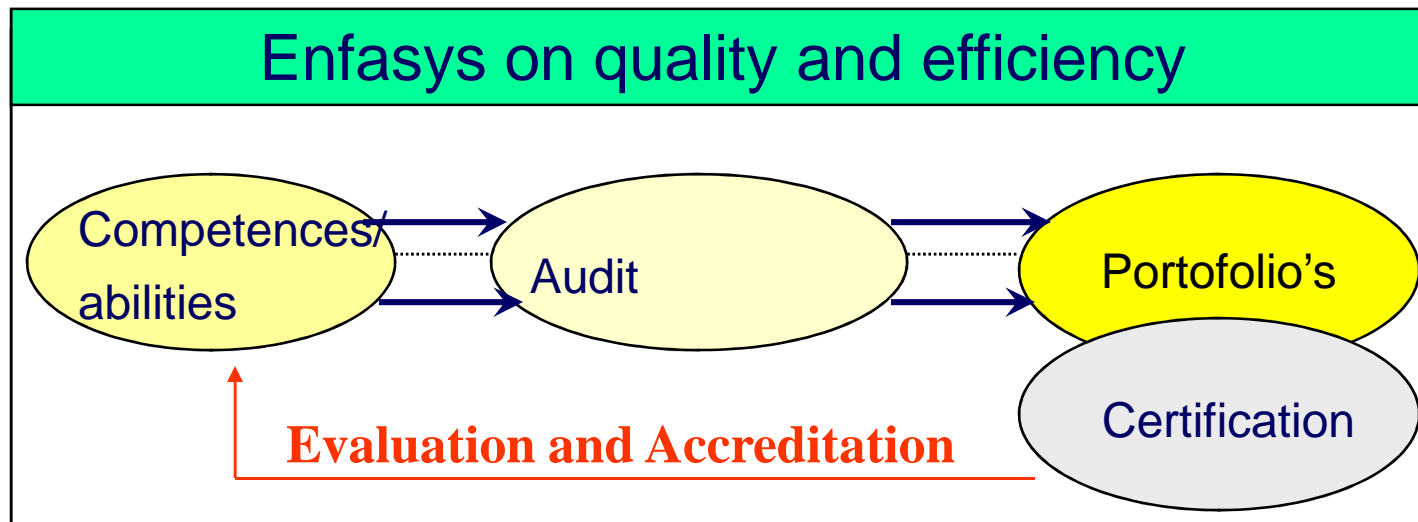 Enfasys on quality and efficiency
Competences/
abilities
Audit
Portofolio's
Certification
Evaluation and Accreditation